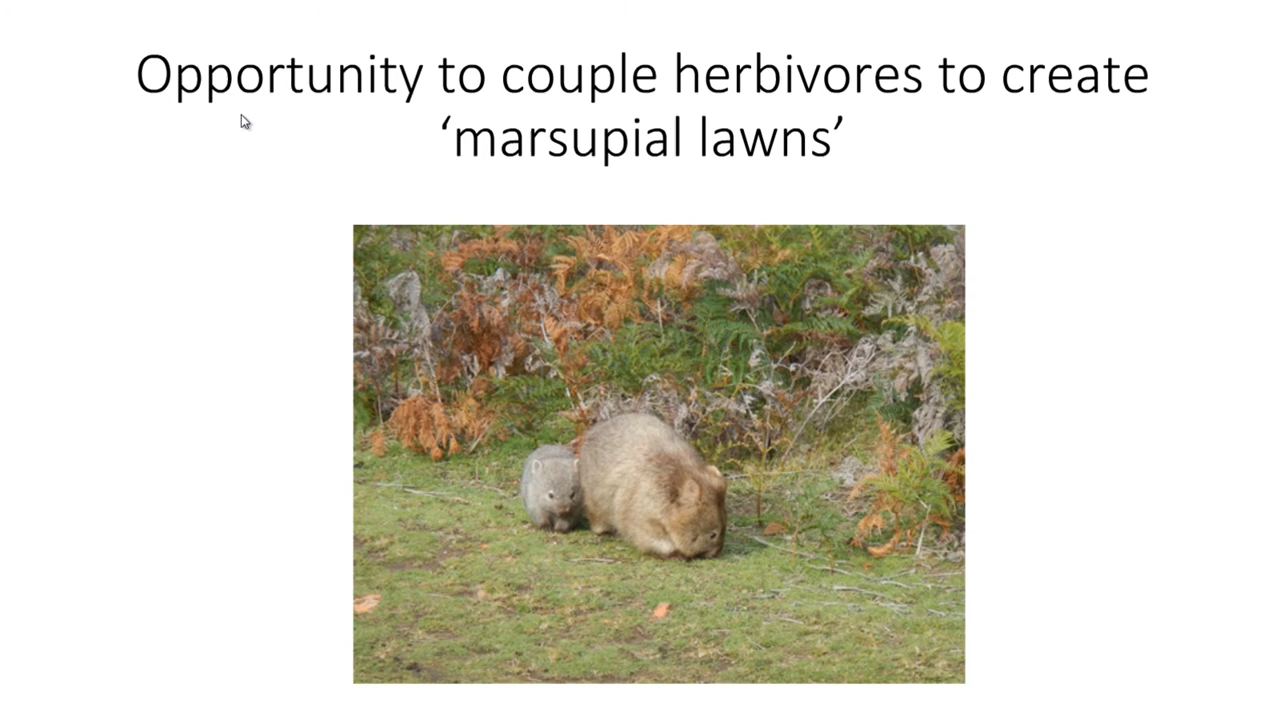 Opportunity to couple herbivores to create
‘marsupial lawns’